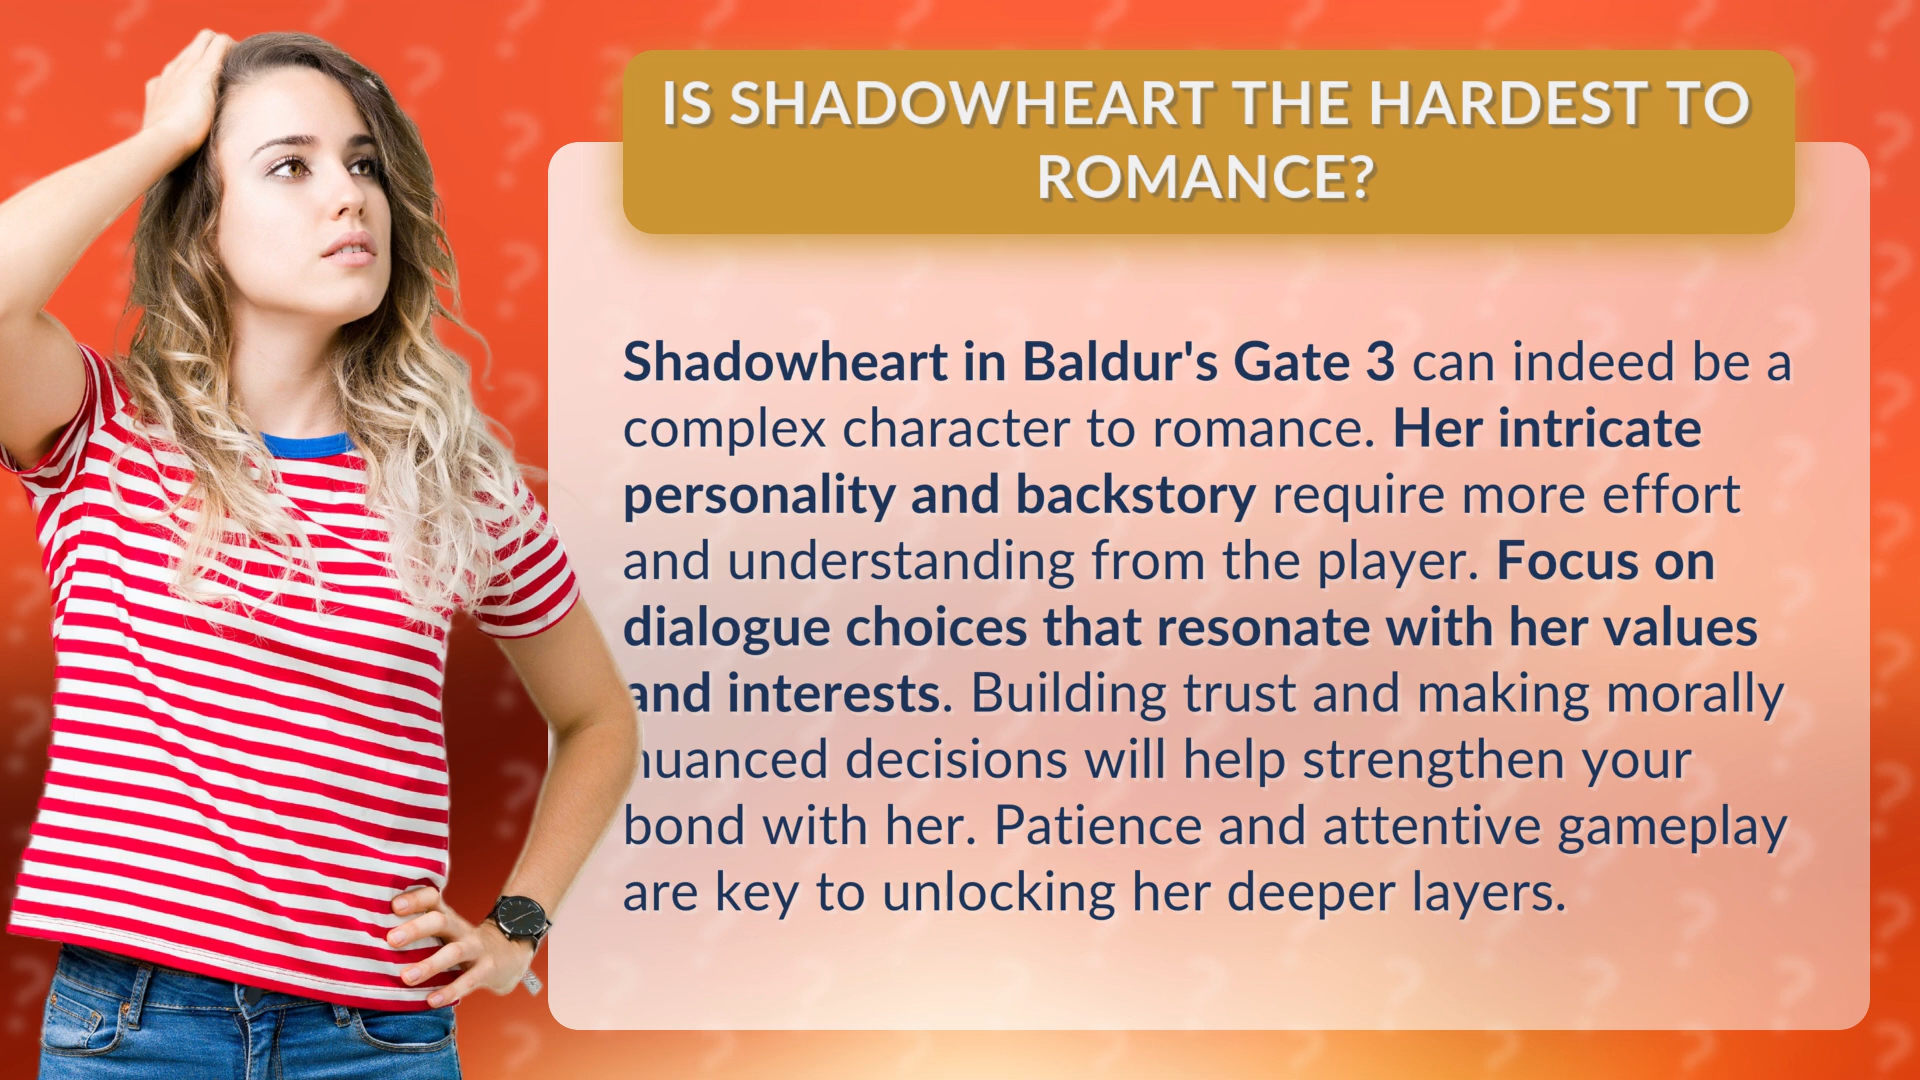 IS SHADOWHEART THE HARDEST TO
ROMANCE?
Shadowheart in Baldur's Gate 3 can indeed be a
complex character to romance. Her intricate
personality and backstory require more effort
and understanding from the player. Focus on
dialogue choices that resonate with her values
and interests. Building trust and making morally
nuanced decisions will help strengthen your
bond with her. Patience and attentive gameplay
are key to unlocking her deeper layers.